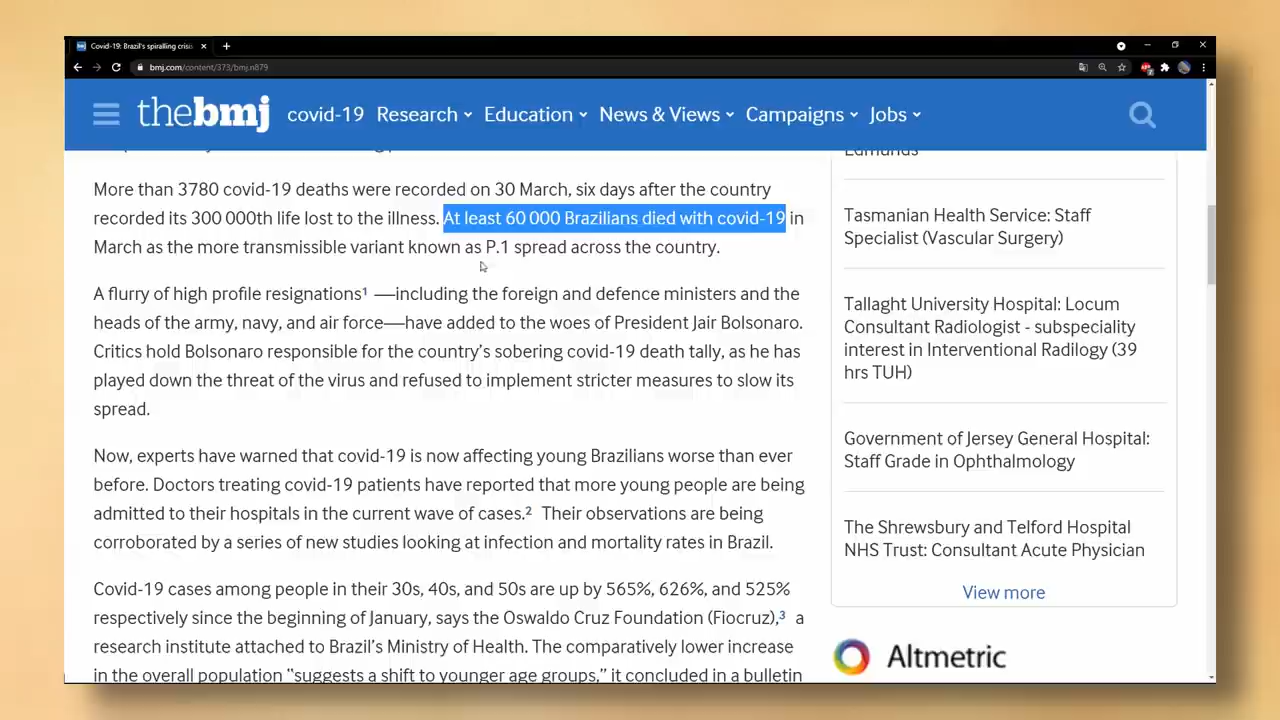 Covid-19: Brazil's spiralling crisis
bmj.com/content/373/bmj.n879
thebmj covid-19 Research Education News & Views Campaigns Jobs
More than 3780 covid-19 deaths were recorded on 30 March, six days after the country
recorded its 300 000th life lost to the illness. At least 60 000 Brazilians died with covid-19 in
March as the more transmissible variant known as P.1 spread across the country.
A flurry of high profile resignations1 —including the foreign and defence ministers and the
heads of the army, navy, and air force—have added to the woes of President Jair Bolsonaro.
Critics hold Bolsonaro responsible for the country's sobering covid-19 death tally, as he has
played down the threat of the virus and refused to implement stricter measures to slow its
spread.
Now, experts have warned that covid-19 is now affecting young Brazilians worse than ever
before. Doctors treating covid-19 patients have reported that more young people are being
admitted to their hospitals in the current wave of cases.2 Their observations are being
corroborated by a series of new studies looking at infection and mortality rates in Brazil.
Covid-19 cases among people in their 30s, 40s, and 50s are up by 565%, 626%, and 525%
respectively since the beginning of January, says the Oswaldo Cruz Foundation (Fiocruz),3 a
research institute attached to Brazil's Ministry of Health. The comparatively lower increase
in the overall population "suggests a shift to younger age groups," it concluded in a bulletin
Edmunds
Tasmanian Health Service: Staff
Specialist (Vascular Surgery)
Tallaght University Hospital: Locum
Consultant Radiologist - subspeciality
interest in Interventional Radilogy (39
hrs TUH)
Government of Jersey General Hospital:
Staff Grade in Ophthalmology
The Shrewsbury and Telford Hospital
NHS Trust: Consultant Acute Physician
View more
Altmetric